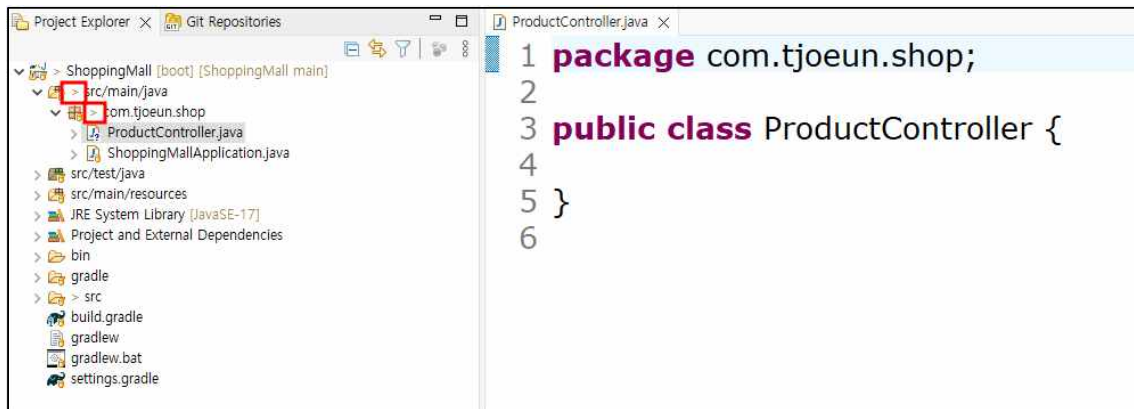 Project Explorer
Git Repositories
> ShoppingMall [boot] [ShoppingMall main]
> src/main/java
> com.tjoeun.shop
ProductController.java
ShoppingMallApplication.java
src/test/java
src/main/resources
JRE System Library [JavaSE-17]
Project and External Dependencies
bin
gradle
> src
build.gradle
gradlew
gradlew.bat
settings.gradle
ProductController.java
1 package com.tjoeun.shop;
2
3 public class ProductController {
4
5 }
6